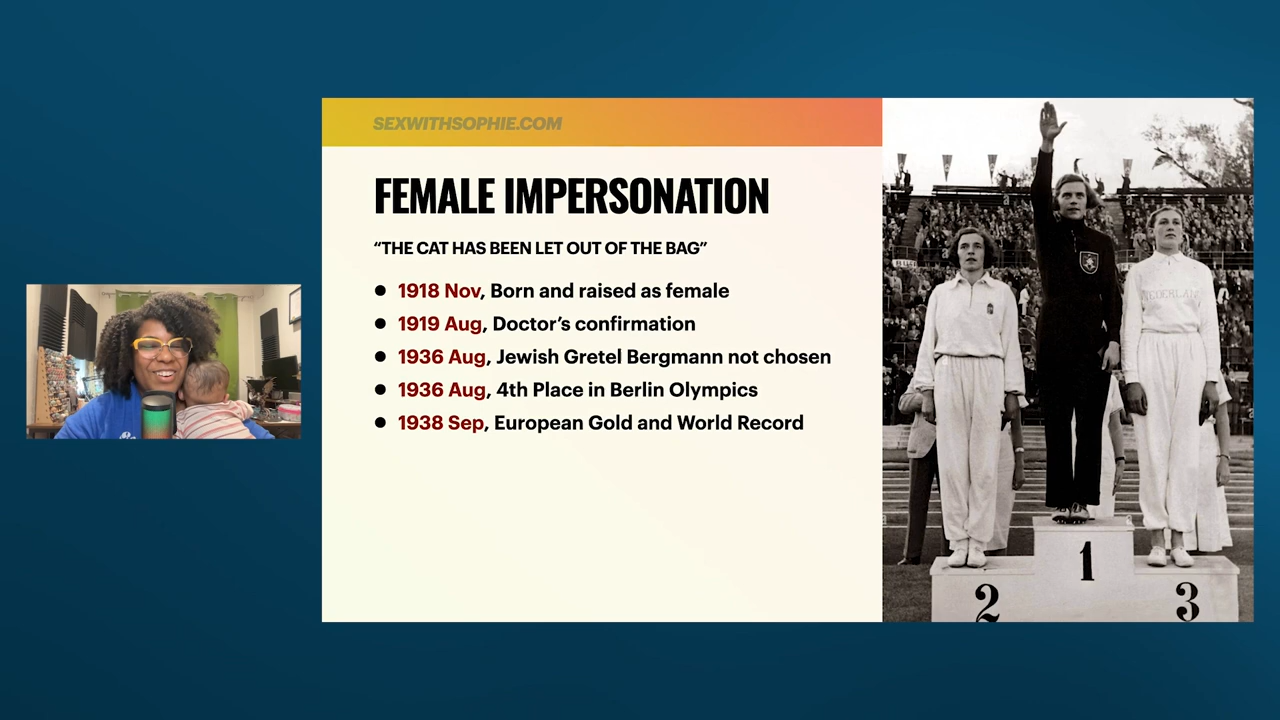 SEXWITHSOPHIE.COM
FEMALE IMPERSONATION
“THE CAT HAS BEEN LET OUT OF THE BAG”
● 1918 Nov, Born and raised as female
● 1919 Aug, Doctor’s confirmation
● 1936 Aug, Jewish Gretel Bergmann not chosen
● 1936 Aug, 4th Place in Berlin Olympics
● 1938 Sep, European Gold and World Record
NEDERLAND
1
2
3